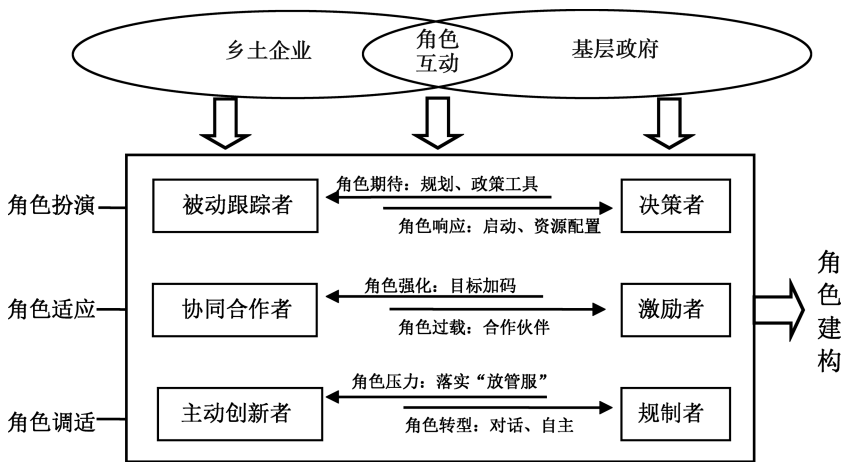 乡土企业
角色
互动
基层政府
角色扮演
被动跟踪者
角色期待：规划、政策工具
角色响应：启动、资源配置
决策者
角色适应
协同合作者
角色强化：目标加码
角色过载：合作伙伴
激励者
角色调适
主动创新者
角色压力：落实“放管服”
角色转型：对话、自主
规制者
角色建构